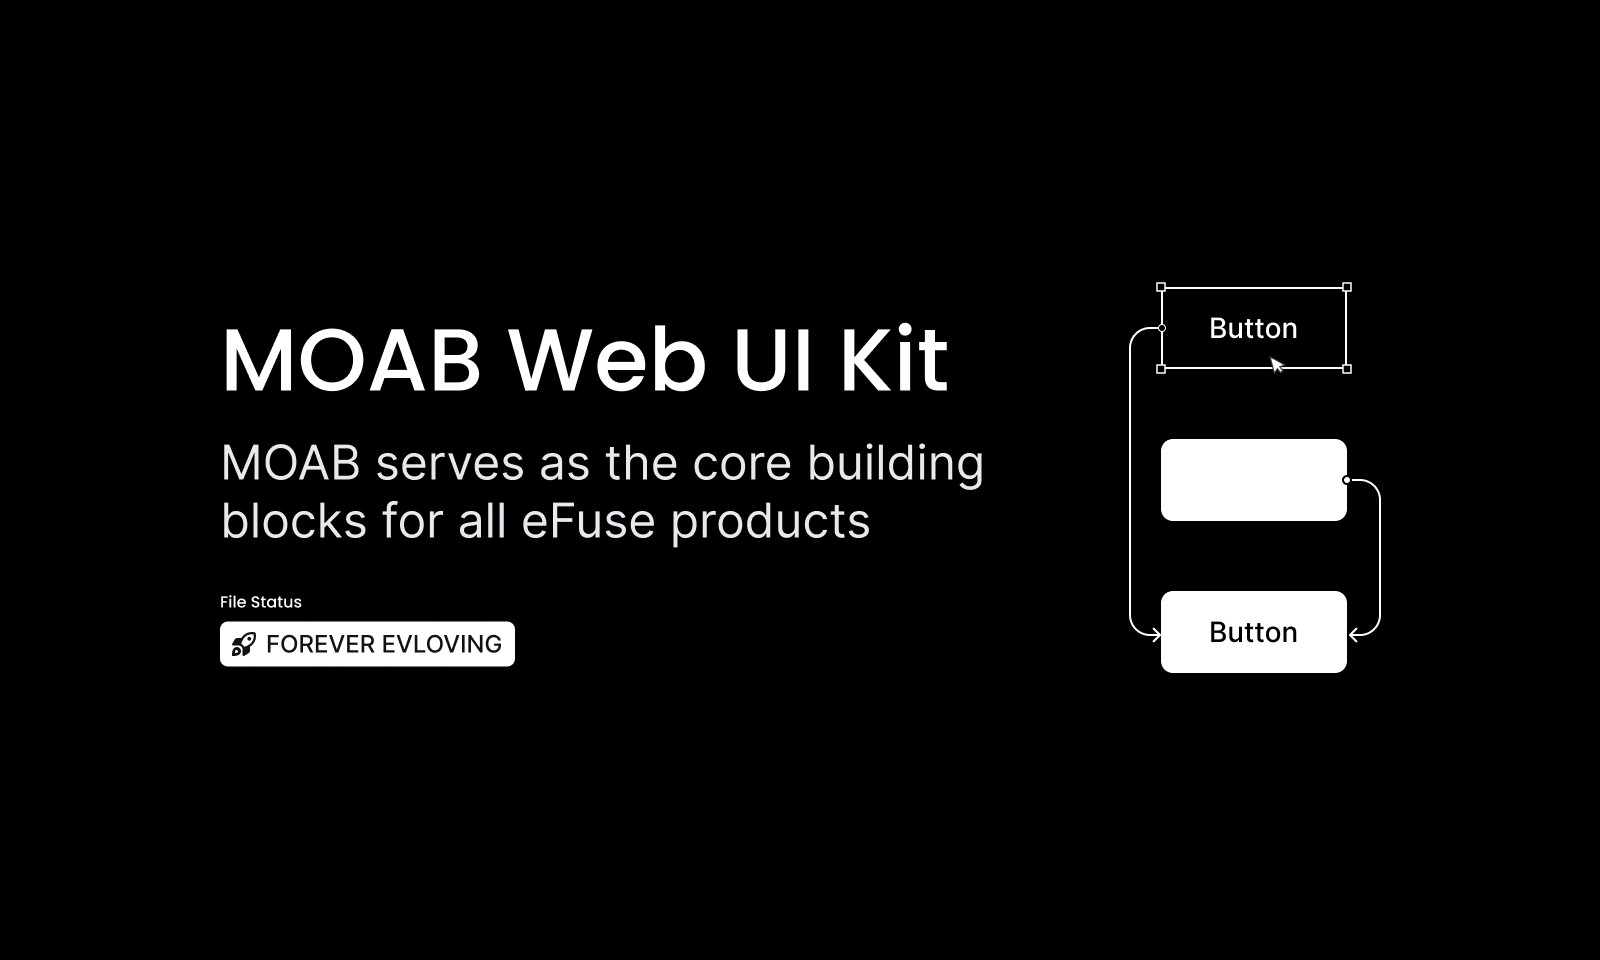 MOAB Web UI Kit
MOAB serves as the core building
blocks for all eFuse products
File Status
FOREVER EVLOVING
Button
Button